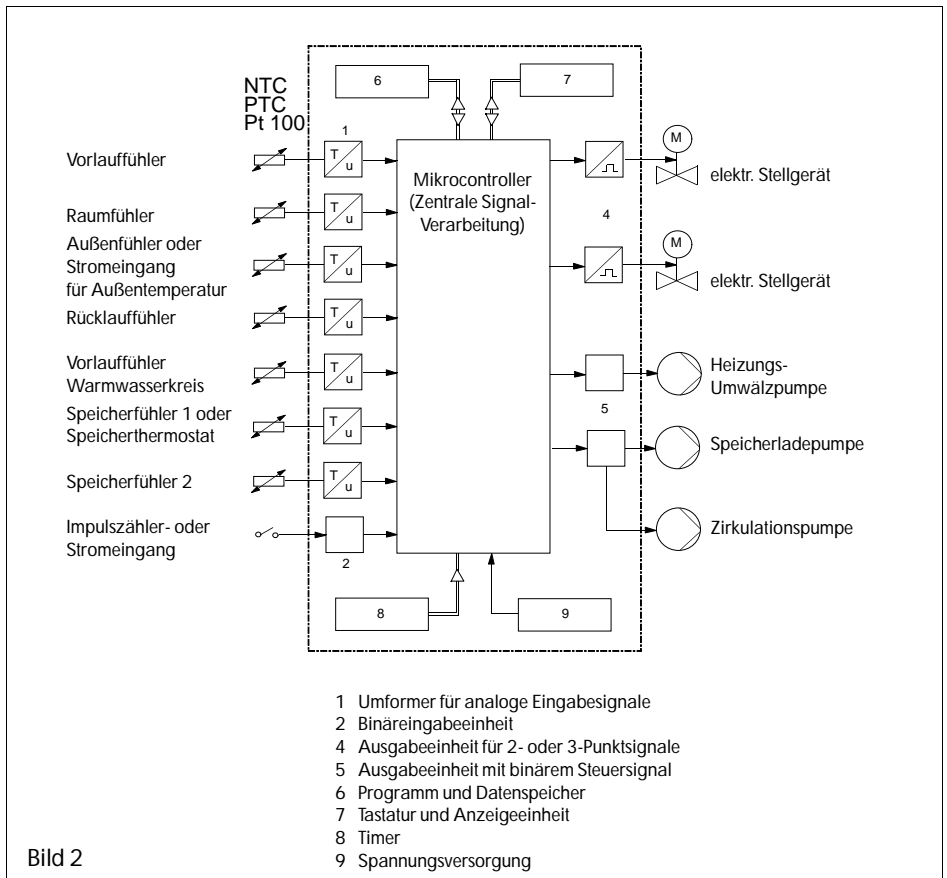 6
7
NTC
PTC
Pt 100
1
Vorlauffühler
T
u
M
elektr. Stellgerät
Mikrocontroller
(Zentrale Signal-
Verarbeitung)
Raumfühler
T
u
4
Außenfühler oder
Stromeingang
für Außentemperatur
T
u
M
elektr. Stellgerät
Rücklauffühler
T
u
Vorlauffühler
Warmwasserkreis
T
u
Heizungs-
Umwälzpumpe
5
Speicherfühler 1 oder
Speicherthermostat
T
u
Speicherladepumpe
Speicherfühler 2
T
u
Impulszähler- oder
Stromeingang
2
Zirkulationspumpe
8
9
1 Umformer für analoge Eingabesignale
2 Binäreingabeeinheit
4 Ausgabeeinheit für 2- oder 3-Punktsignale
5 Ausgabeeinheit mit binärem Steuersignal
6 Programm und Datenspeicher
7 Tastatur und Anzeigeeinheit
8 Timer
9 Spannungsversorgung
Bild 2